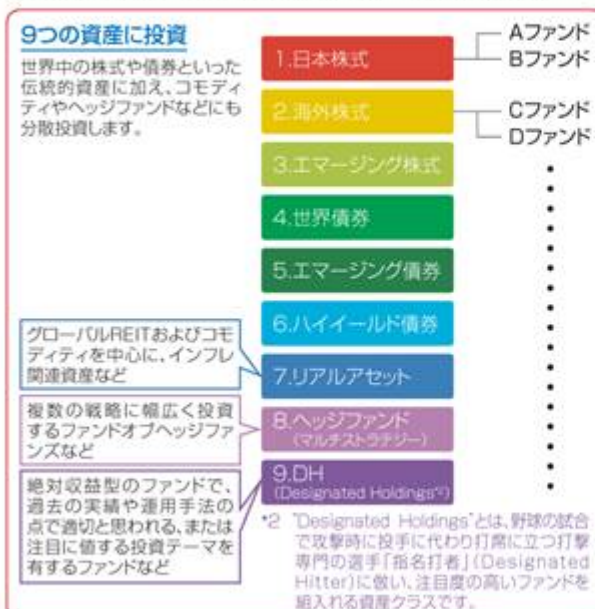 9つの資産に投資
世界中の株式や債券といった
伝統的資産に加え、コモディ
ティやヘッジファンドなどにも
分散投資します。
1.日本株式
Aファンド
Bファンド
2.海外株式
Cファンド
Dファンド
3.エマージング株式
4.世界債券
5.エマージング債券
6.ハイイールド債券
グローバルREITおよびコモ
ディティを中心に、インフレ
関連資産など
7.リアルアセット
複数の戦略に幅広く投資
するファンドオブヘッジファ
ンズなど
8.ヘッジファンド
(マルチストラテジー)
絶対収益型のファンドで、
過去の実績や運用手法の
点で適切と思われる、または
注目に値する投資テーマを
有するファンドなど
9.DH
(Designated Holdings*2)
*2 "Designated Holdings"とは、野球の試合
で攻撃時に投手に代わり打席に立つ打撃
専門の選手「指名打者」(Designated
Hitter)に倣い、注目度の高いファンドを
組入れる資産クラスです。